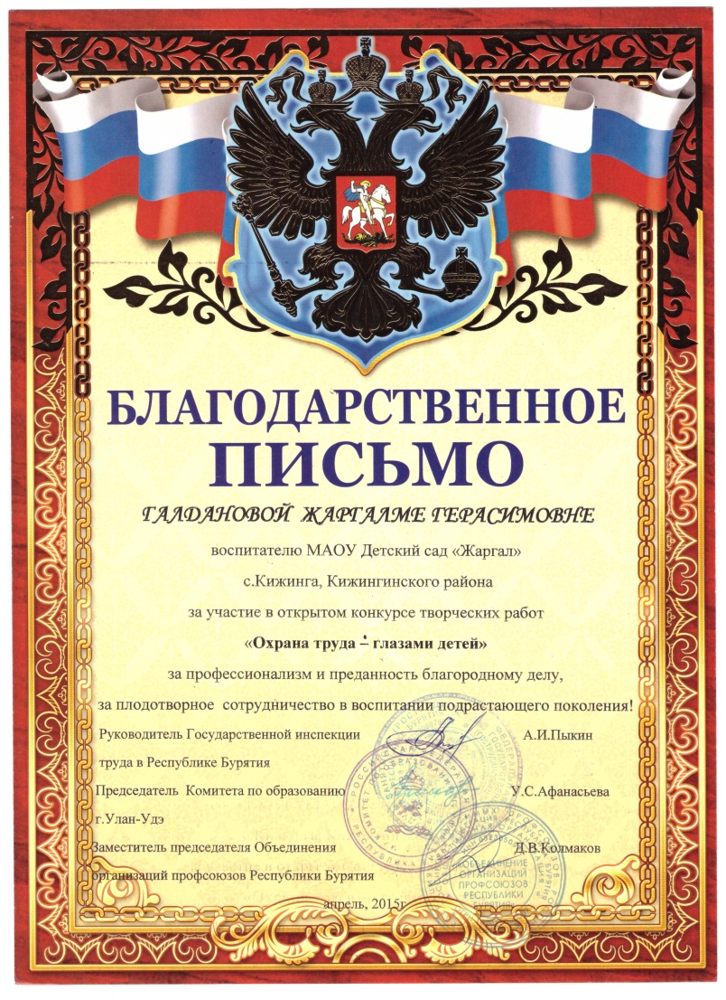 БЛАГОДАРСТВЕННОЕ
ПИСЬМО
ГАЛДАНОВОЙ ЖАРГАЛМЕ ГЕРАСИМОВНЕ
воспитателю МАОУ Детский сад «Жаргал»
с.Кижинга, Кижингинского района
за участие в открытом конкурсе творческих работ
«Охрана труда – глазами детей»
за профессионализм и преданность благородному делу,
за плодотворное сотрудничество в воспитании подрастающего поколения!
Руководитель Государственной инспекции А.И.Пыкин
труда в Республике Бурятия
Председатель Комитета по образованию У.С.Афанасьева
г.Улан-Удэ
Заместитель председателя Объединения Д.В.Колмаков
организаций профсоюзов Республики Бурятия
апрель, 2015г
«ОБЪЕДИНЕНИЕ
ОРГАНИЗАЦИЙ
ПРОФСОЮЗОВ
РЕСПУБЛИКИ
БУРЯТИЯ»